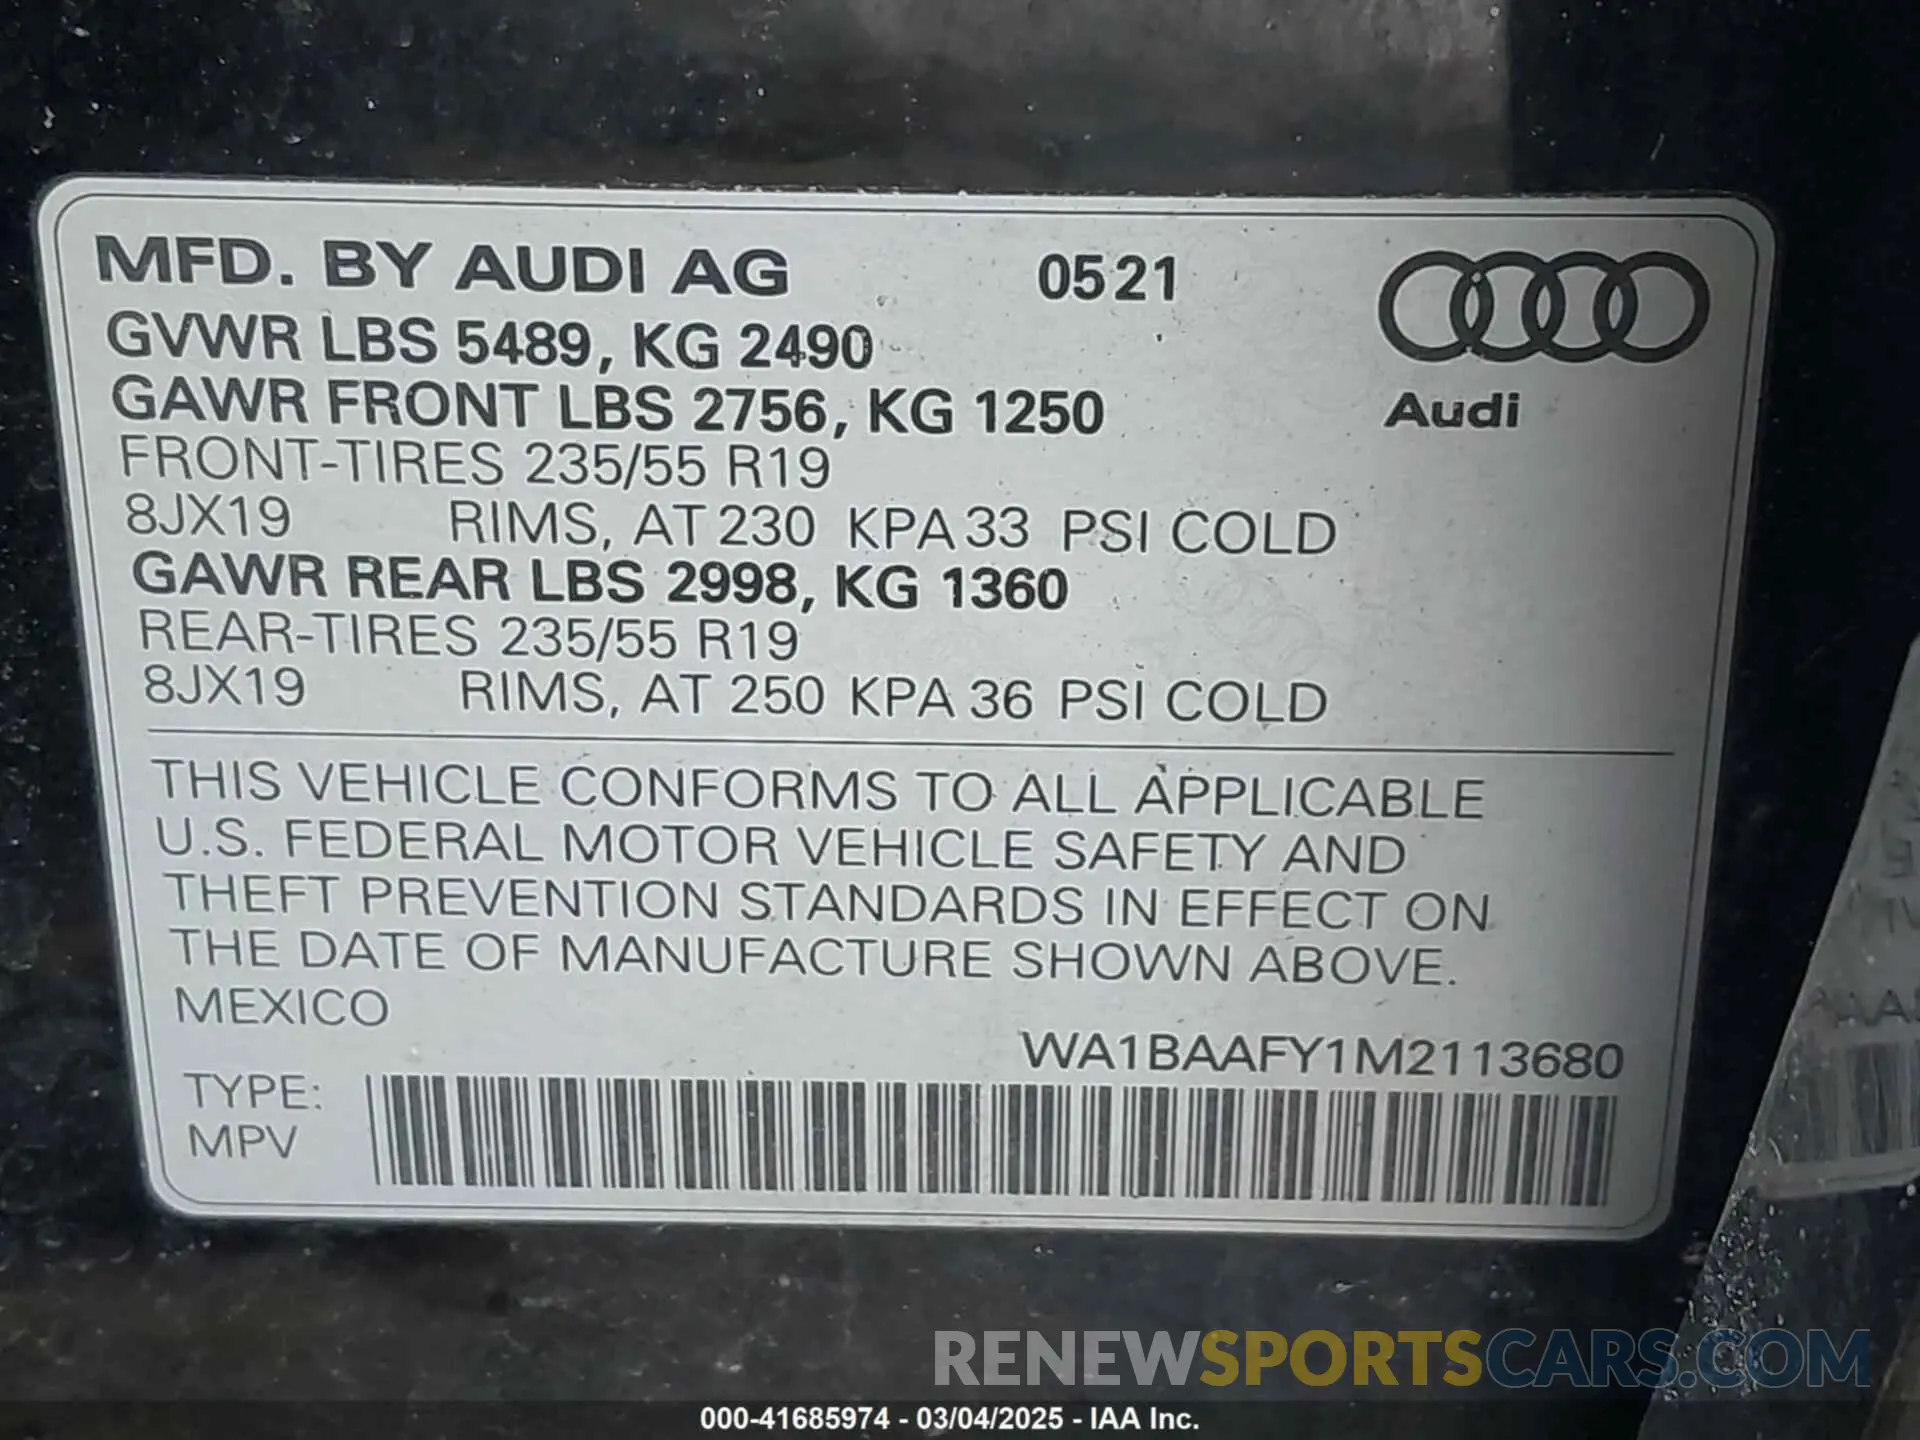 MFD. BY AUDI AG 05 21
GVWR LBS 5489, KG 2490
GAWR FRONT LBS 2756, KG 1250
Audi
FRONT-TIRES 235/55 R19
8JX19 RIMS, AT 230 KPA 33 PSI COLD
GAWR REAR LBS 2998, KG 1360
REAR-TIRES 235/55 R19
8JX19 RIMS, AT 250 KPA 36 PSI COLD
THIS VEHICLE CONFORMS TO ALL APPLICABLE
U.S. FEDERAL MOTOR VEHICLE SAFETY AND
THEFT PREVENTION STANDARDS IN EFFECT ON
THE DATE OF MANUFACTURE SHOWN ABOVE.
MEXICO
WA1BAAFY1M2113680
TYPE:
MPV
RENEWSPORTSCARS.COM
000-41685974 - 03/04/2025 - IAA Inc.